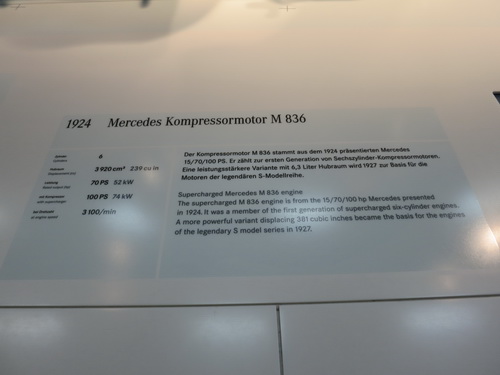 1924 Mercedes Kompressormotor M 836
Zylinder 6
Cylinders
Hubraum 3 920 cm³ 239 cu in
Displacement
Leistung 70 PS 52 kW
100 PS 74 kW
3 100/min
at engine speed
Der Kompressormotor M 836 stammt aus dem 1924 präsentierten Mercedes
15/70/100 PS. Er zählt zur ersten Generation von Sechszylinder-Kompressormotoren.
Eine leistungsstärkere Variante mit 6,3 Liter Hubraum wird 1927 zur Basis für die
Motoren der legendären S-Modellreihe.
Supercharged Mercedes M 836 engine
The supercharged M 836 engine is from the 15/70/100 hp Mercedes presented
in 1924. It was a member of the first generation of supercharged six-cylinder engines.
A more powerful variant displacing 381 cubic inches became the basis for the engines
of the legendary S model series in 1927.